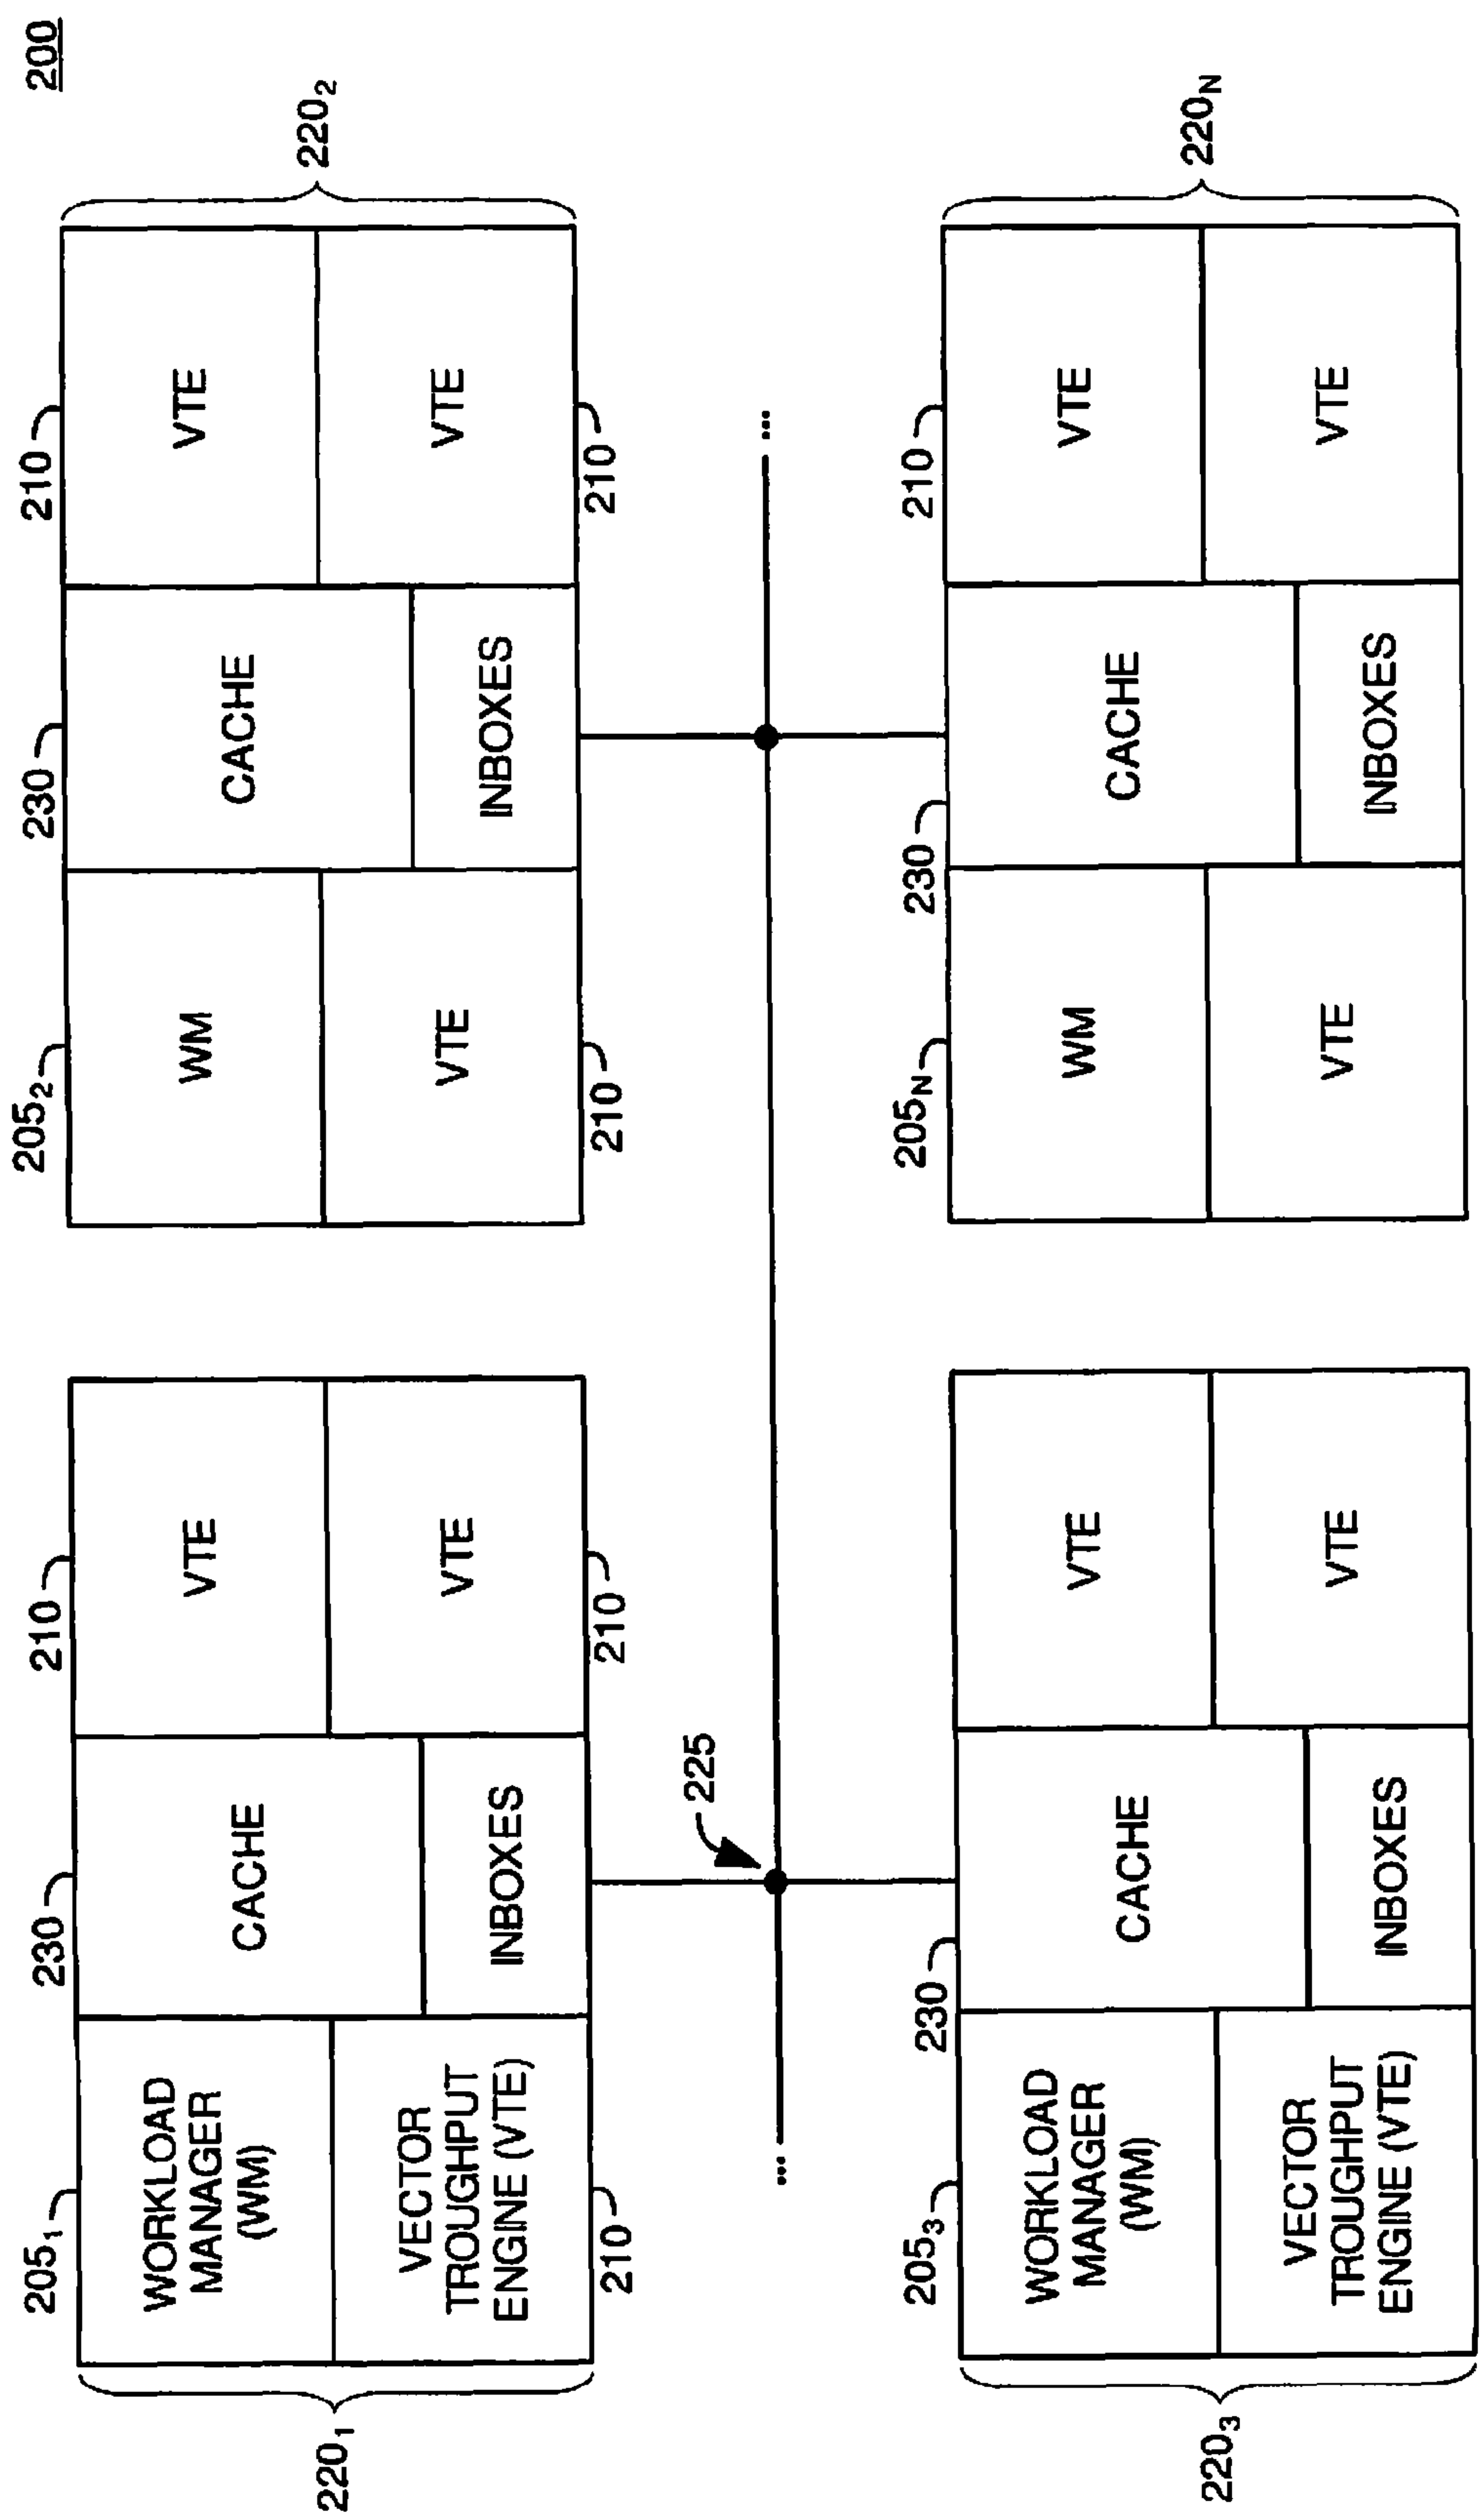 200
205₁
230
210
WORKLOAD
MANAGER
(WM)
CACHE
VTE
220₁
VECTOR
TROUGHPUT
ENGINE (VTE)
INBOXES
VTE
210
210
205₂
230
210
WM
CACHE
VTE
220₂
VTE
INBOXES
VTE
210
210
225
...
...
205₃
230
WORKLOAD
MANAGER
(WM)
CACHE
VTE
220₃
VECTOR
TROUGHPUT
ENGINE (VTE)
INBOXES
VTE
205N
230
210
WM
CACHE
VTE
220N
VTE
INBOXES
VTE